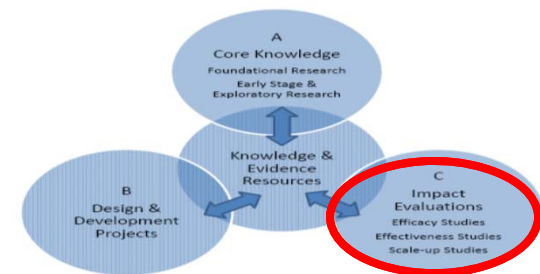 A
Core Knowledge
Foundational Research
Early Stage &
Exploratory Research
Knowledge &
Evidence
Resources
B
Design &
Development
Projects
C
Impact
Evaluations
Efficacy Studies
Effectiveness Studies
Scale-up Studies